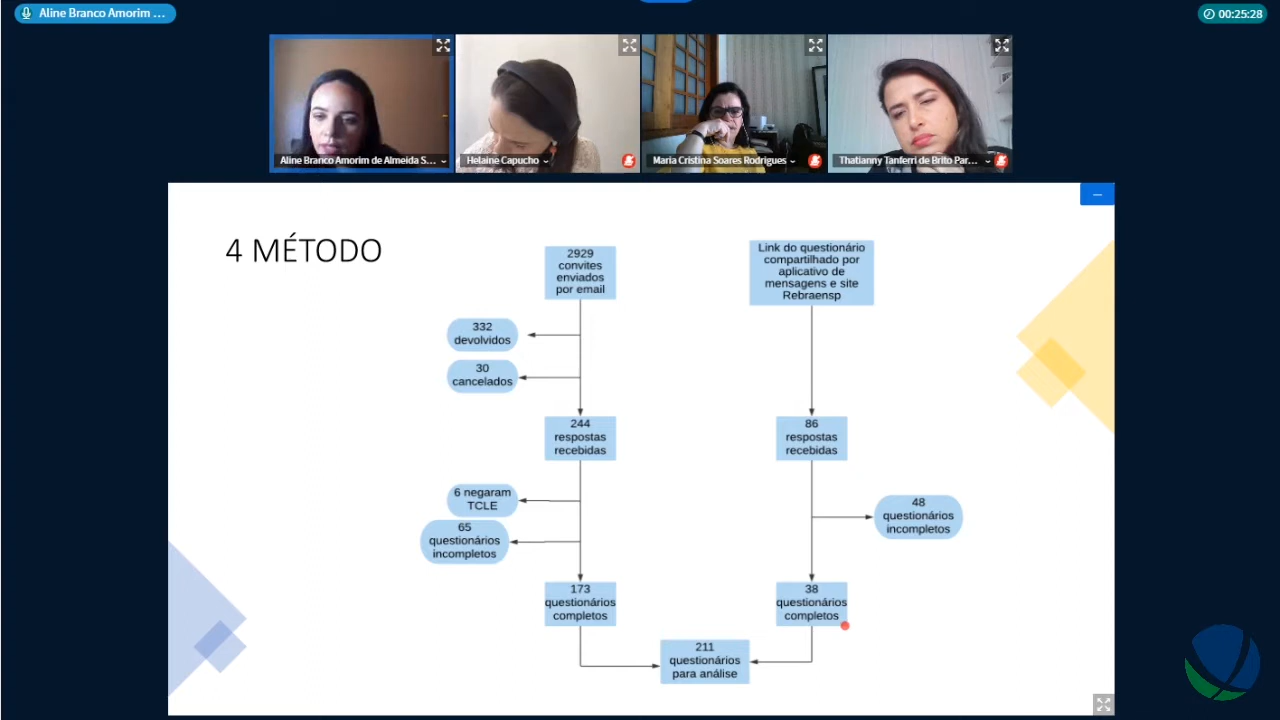 Aline Branco Amorim ...
00:25:28
Aline Branco Amorim de Almeida S...
Helaine Capucho
Maria Cristina Soares Rodrigues
Thatianny Tanferri de Brito Par...
4 MÉTODO
2929
convites
enviados
por email
Link do questionário
compartilhado por
aplicativo de
mensagens e site
Rebraensp
332
devolvidos
30
cancelados
244
respostas
recebidas
86
respostas
recebidas
6 negaram
TCLE
65
questionários
incompletos
48
questionários
incompletos
173
questionários
completos
38
questionários
completos
211
questionários
para análise